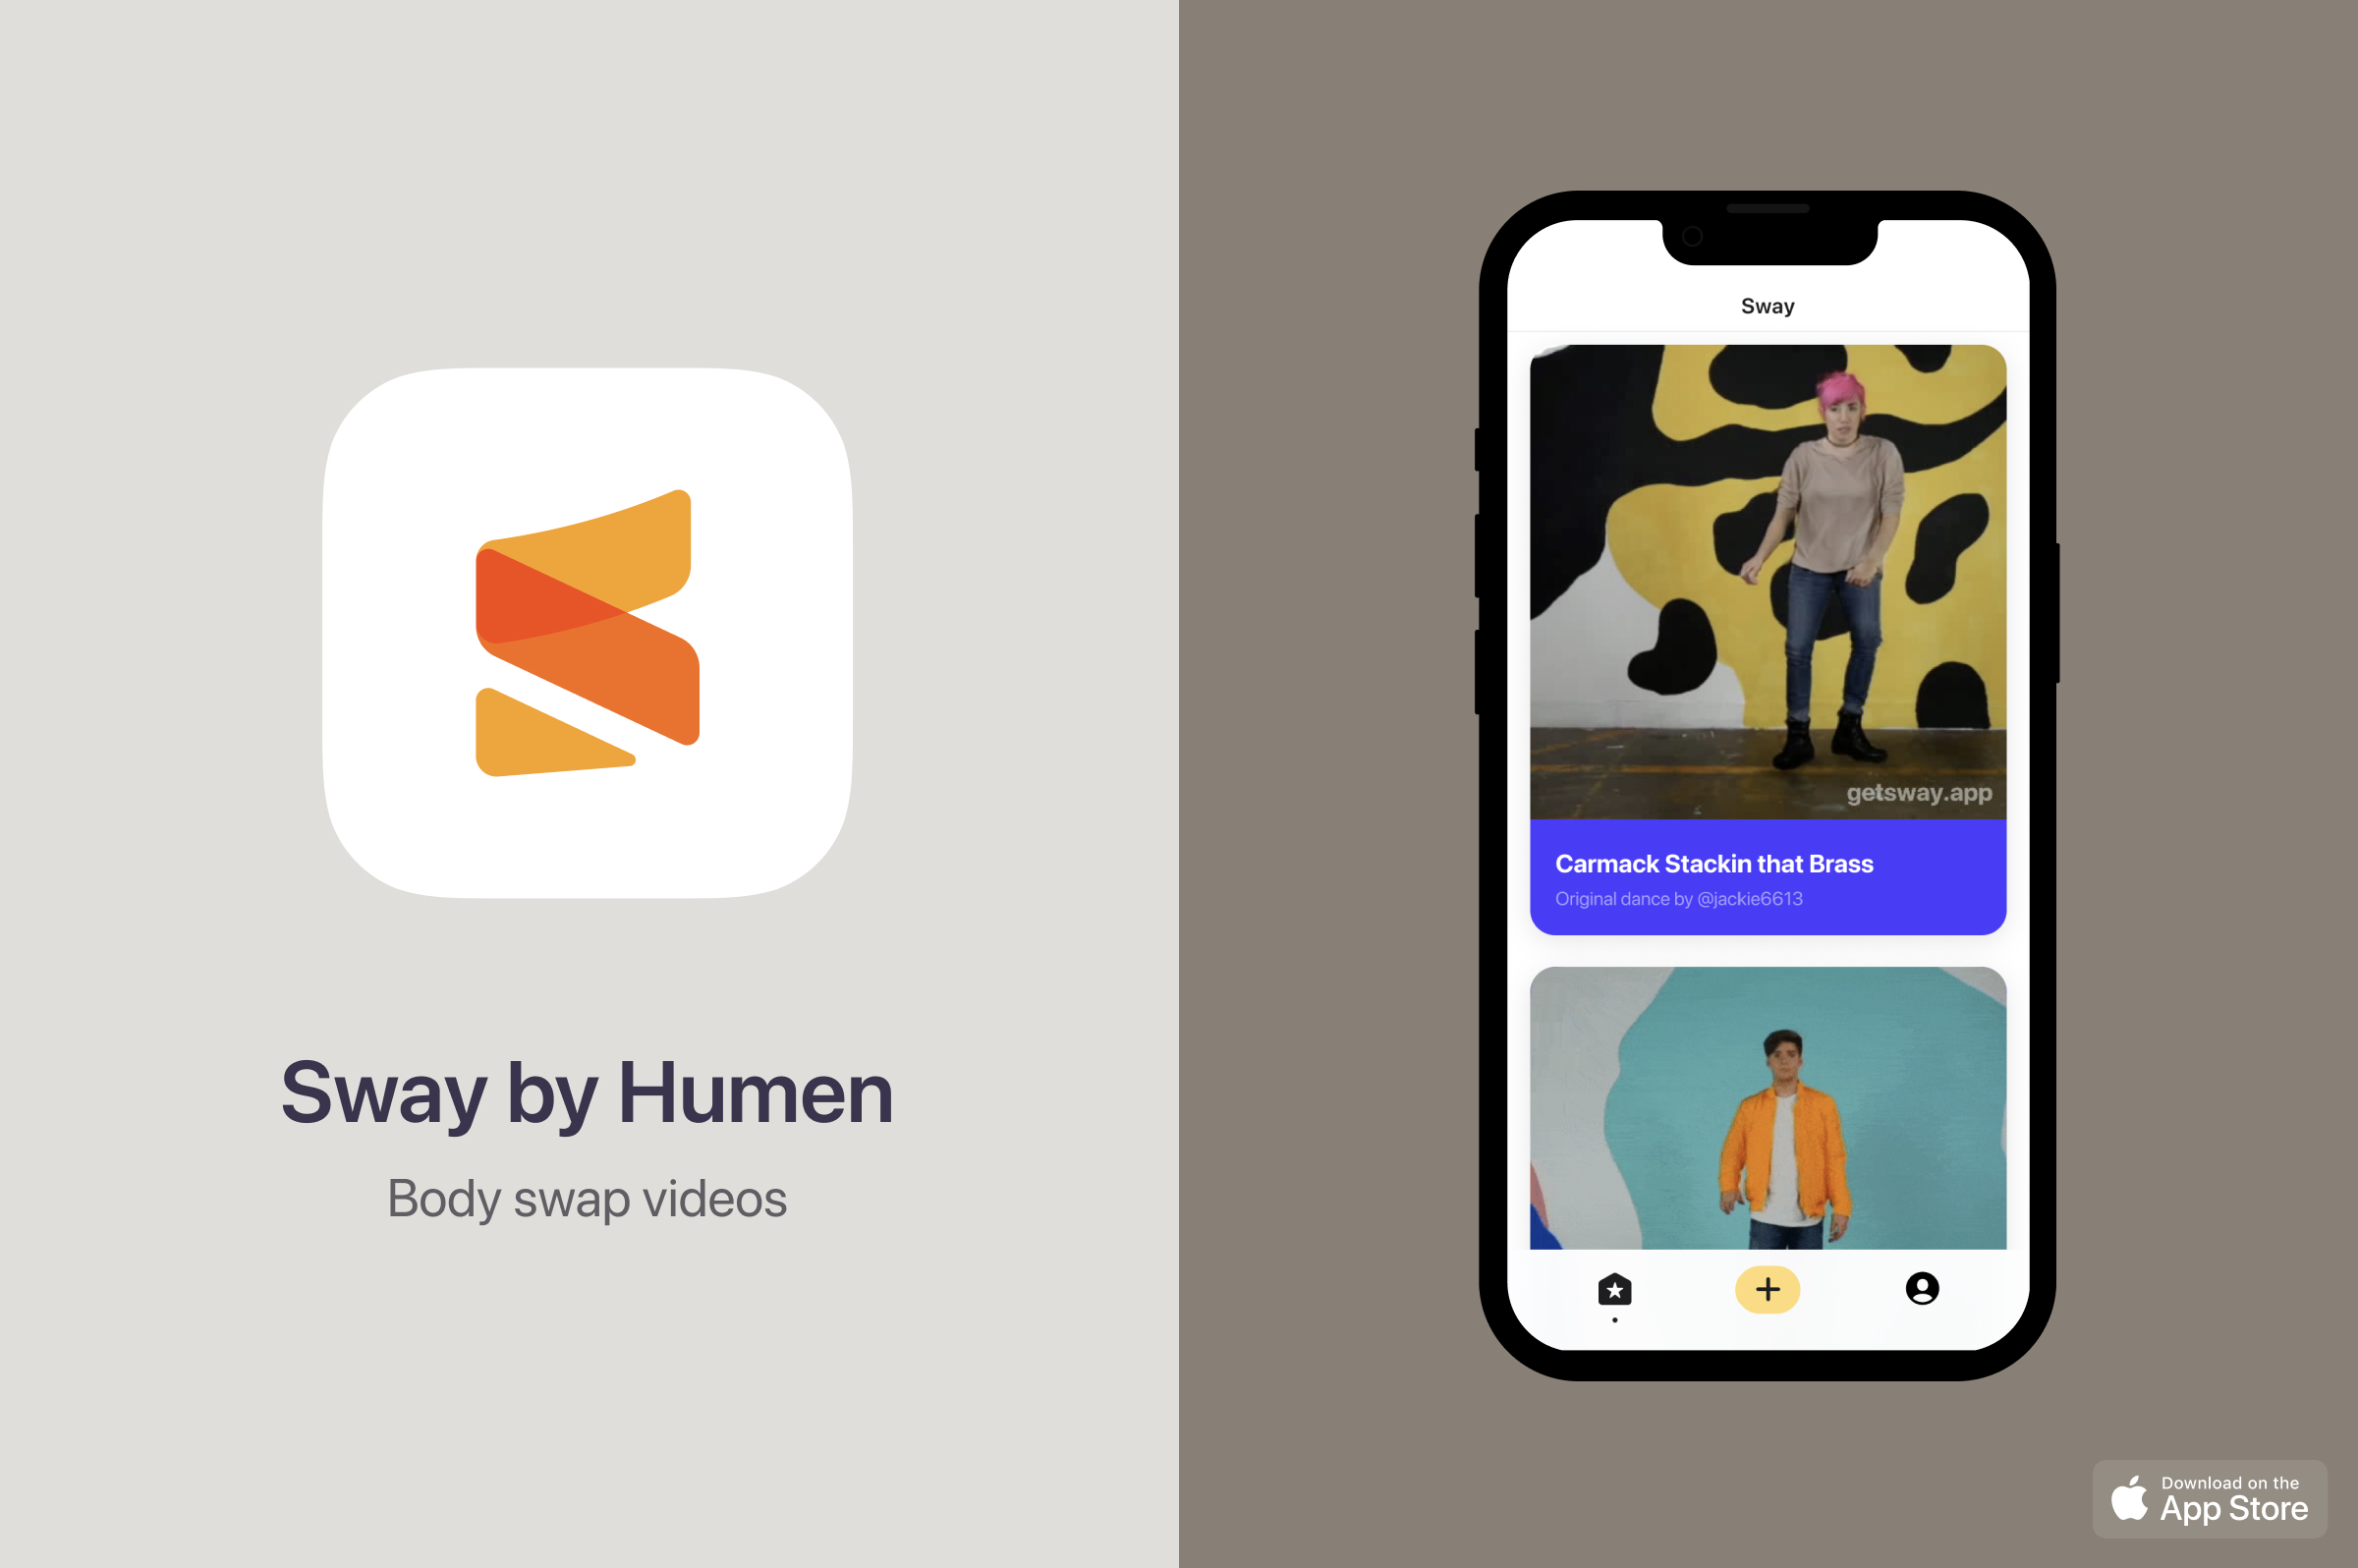 Sway by Humen
Body swap videos
Sway
getsway.app
Carmack Stackin that Brass
Original dance by @jackie6613
Download on the
App Store